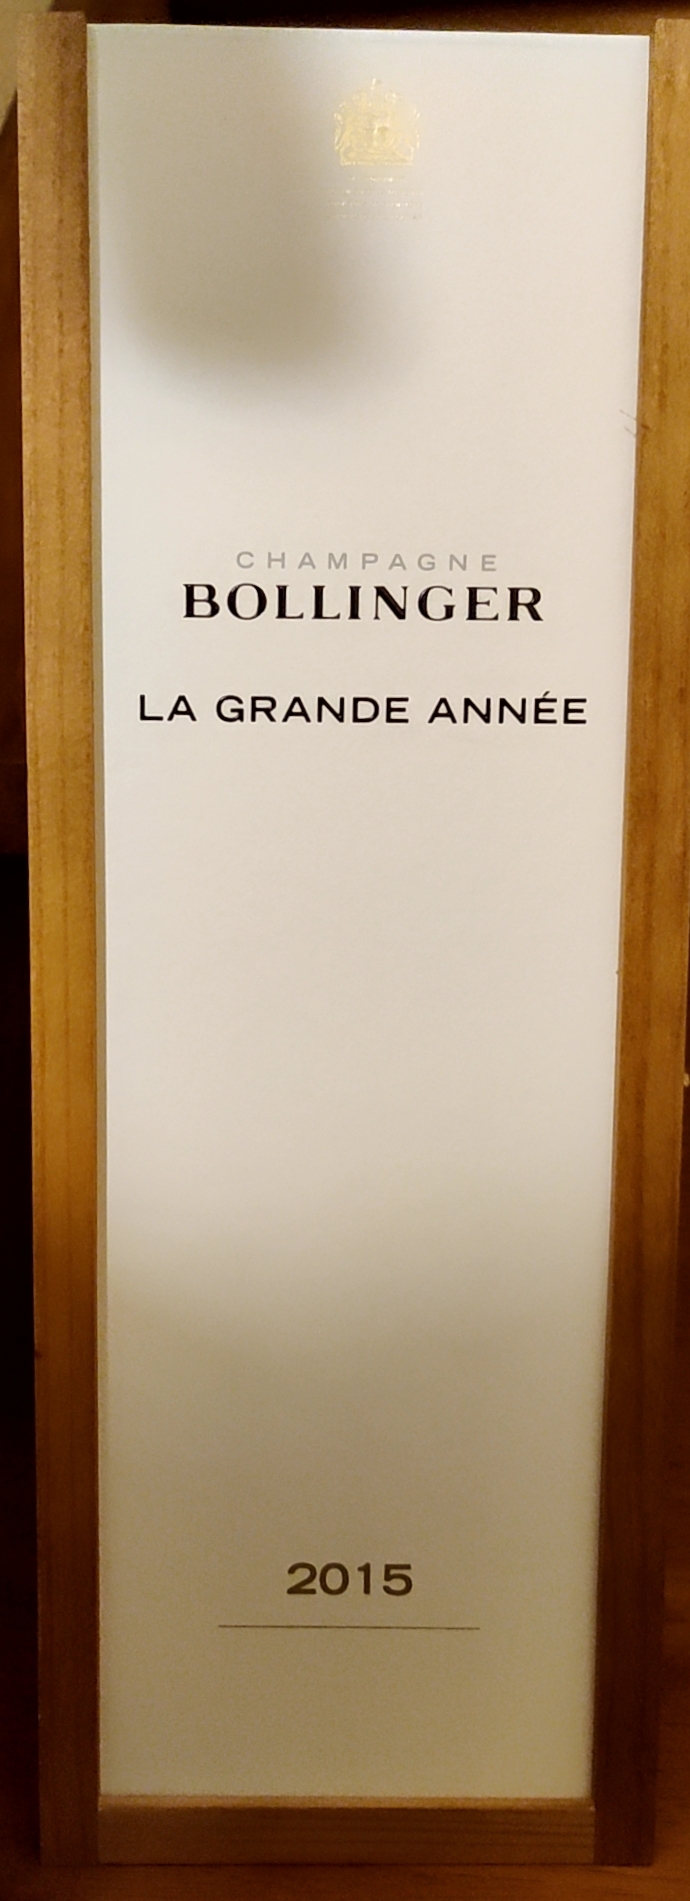 CHAMPAGNE
BOLLINGER
LA GRANDE ANNÉE
2015